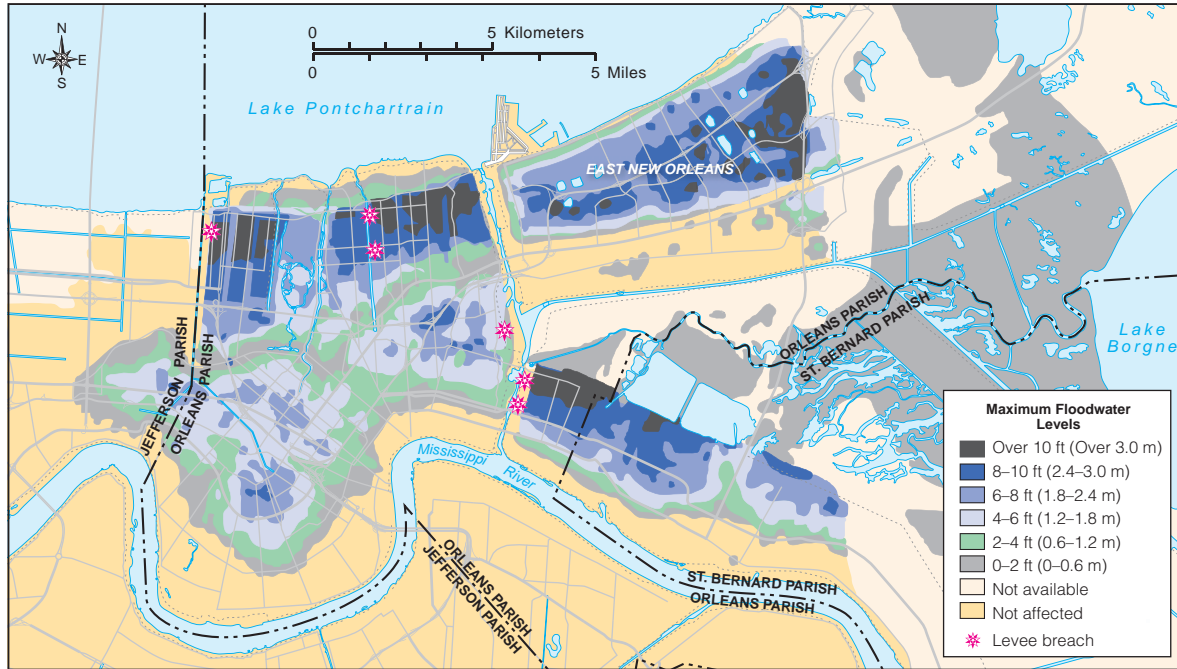 N
W E
S
0 5 Kilometers
0 5 Miles
Lake Pontchartrain
EAST NEW ORLEANS
ORLEANS PARISH
ST. BERNARD PARISH
Lake
Borgne
JEFFERSON PARISH
ORLEANS PARISH
Mississippi
River
ORLEANS PARISH
JEFFERSON PARISH
ST. BERNARD PARISH
ORLEANS PARISH
Maximum Floodwater
Levels
Over 10 ft (Over 3.0 m)
8–10 ft (2.4–3.0 m)
6–8 ft (1.8–2.4 m)
4–6 ft (1.2–1.8 m)
2–4 ft (0.6–1.2 m)
0–2 ft (0–0.6 m)
Not available
Not affected
Levee breach